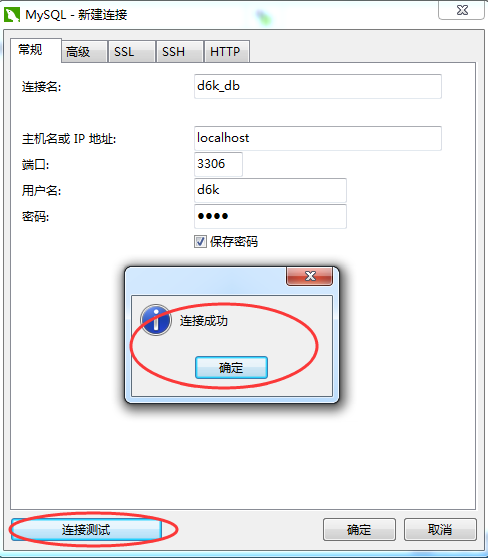 MySQL - 新建连接
常规 高级 SSL SSH HTTP
连接名: d6k_db
主机名或 IP 地址: localhost
端口: 3306
用户名: d6k
密码: ●●●●
保存密码
连接成功
确定
连接测试 确定 取消